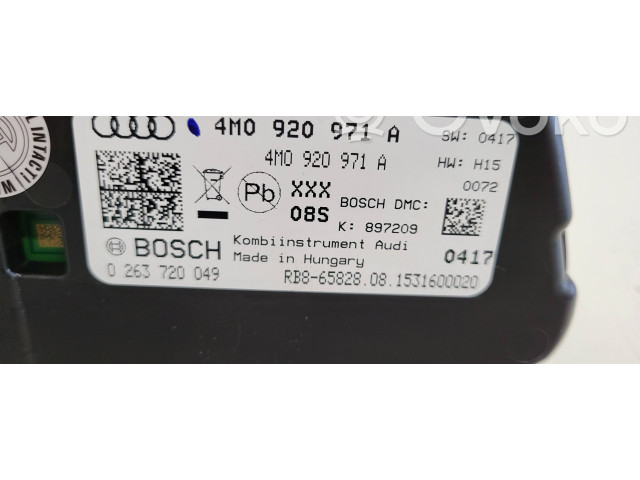 4M0 920 971 A
SW: 0417
4M0 920 971 A
HW: H15
0072
Pb
XXX
08S
BOSCH DMC:
K: 897209
BOSCH
Kombiinstrument Audi
Made in Hungary
0417
0 263 720 049
RB8-65828.08.1531600020
INTACT!!